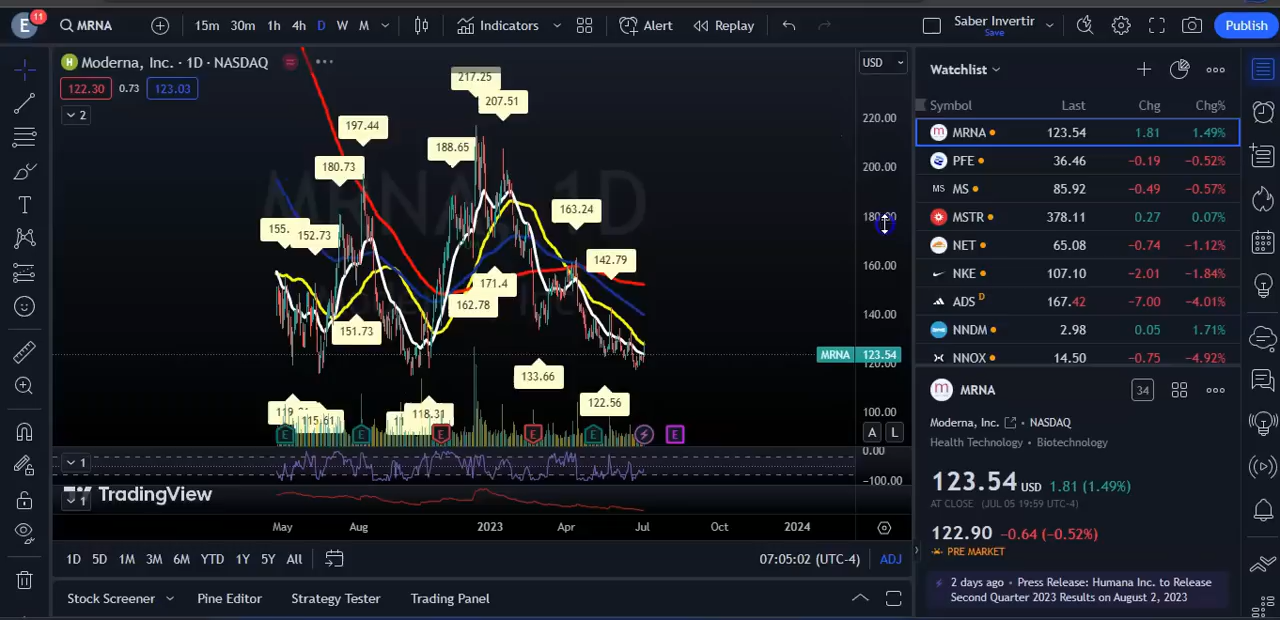 E 11 MRNA 15m 30m 1h 4h D W M Indicators Alert Replay Saber Invertir Save Publish
Moderna, Inc. · 1D · NASDAQ
122.30 0.73 123.03
2
USD
MRNA, 1D
217.25
207.51
197.44
188.65
180.73
163.24
155.
152.73
142.79
171.4
162.78
151.73
133.66
122.56
118.31
115.61
11
E E E E E E
220.00
200.00
160.00
140.00
MRNA 123.54
120.00
100.00
A L
0.00
1
−100.00
1
TradingView
May Aug 2023 Apr Jul Oct 2024
1D 5D 1M 3M 6M YTD 1Y 5Y All 07:05:02 (UTC-4) ADJ
Stock Screener Pine Editor Strategy Tester Trading Panel
Watchlist
Symbol Last Chg Chg%
m MRNA 123.54 1.81 1.49%
PFE 36.46 −0.19 −0.52%
MS MS 85.92 −0.49 −0.57%
MSTR 378.11 0.27 0.07%
NET 65.08 −0.74 −1.12%
NKE 107.10 −2.01 −1.84%
ADS D 167.42 −7.00 −4.01%
NNDM 2.98 0.05 1.71%
NNOX 14.50 −0.75 −4.92%
m MRNA 34
Moderna, Inc. • NASDAQ
Health Technology • Biotechnology
123.54 USD 1.81 (1.49%)
AT CLOSE (JUL 05 19:59 UTC-4)
122.90 −0.64 (−0.52%)
PRE MARKET
2 days ago • Press Release: Humana Inc. to Release
Second Quarter 2023 Results on August 2, 2023